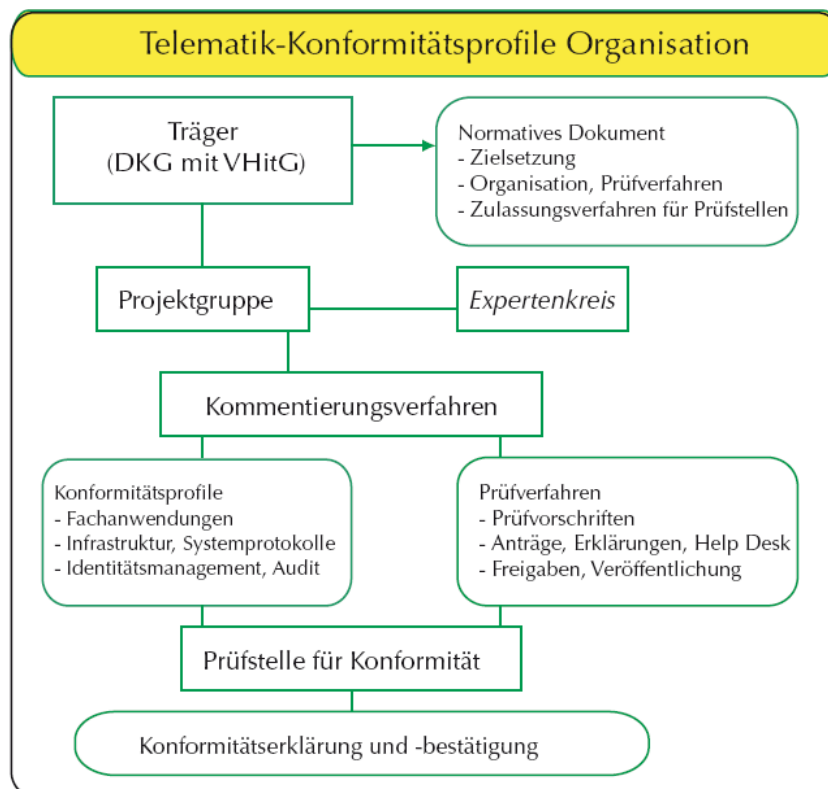 Telematik-Konformitätsprofile Organisation
Träger
(DKG mit VHitG)
Normatives Dokument
- Zielsetzung
- Organisation, Prüfverfahren
- Zulassungsverfahren für Prüfstellen
Projektgruppe
Expertenkreis
Kommentierungsverfahren
Konformitätsprofile
- Fachanwendungen
- Infrastruktur, Systemprotokolle
- Identitätsmanagement, Audit
Prüfverfahren
- Prüfvorschriften
- Anträge, Erklärungen, Help Desk
- Freigaben, Veröffentlichung
Prüfstelle für Konformität
Konformitätserklärung und -bestätigung